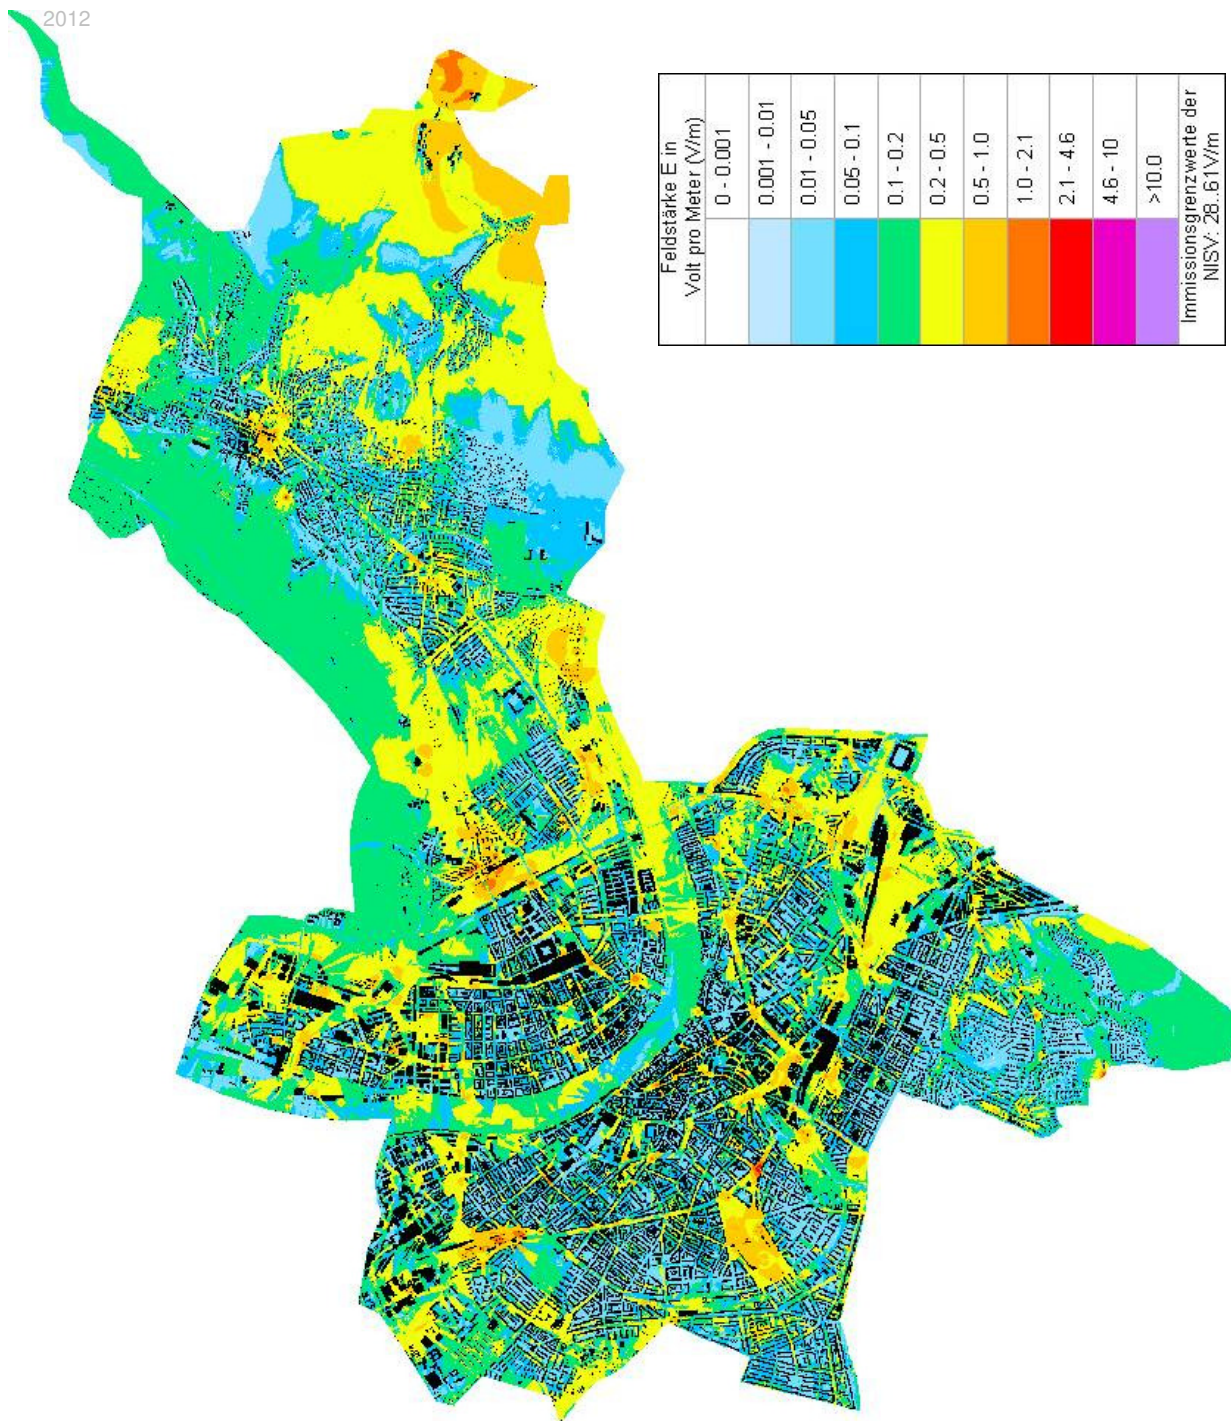 2012
Feldstärke E in
Volt pro Meter (V/m)
0 - 0.001
0.001 - 0.01
0.01 - 0.05
0.05 - 0.1
0.1 - 0.2
0.2 - 0.5
0.5 - 1.0
1.0 - 2.1
2.1 - 4.6
4.6 - 10
>10.0
Immissionsgrenzwerte der
NISV: 28..61V/m